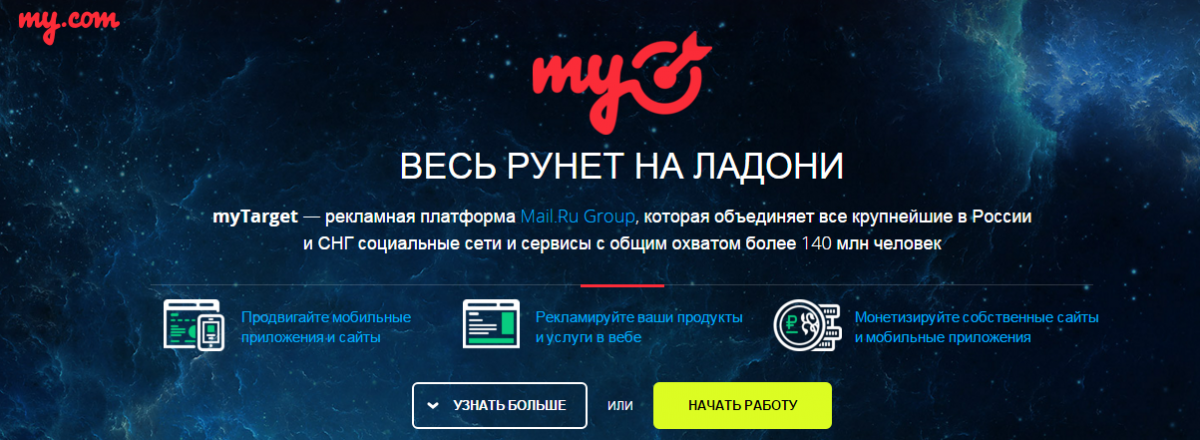 my.com
my
ВЕСЬ РУНЕТ НА ЛАДОНИ
myTarget — рекламная платформа Mail.Ru Group, которая объединяет все крупнейшие в России
и СНГ социальные сети и сервисы с общим охватом более 140 млн человек
Продвигайте мобильные
приложения и сайты
Рекламируйте ваши продукты
и услуги в вебе
₽
Монетизируйте собственные сайты
и мобильные приложения
УЗНАТЬ БОЛЬШЕ
ИЛИ
НАЧАТЬ РАБОТУ